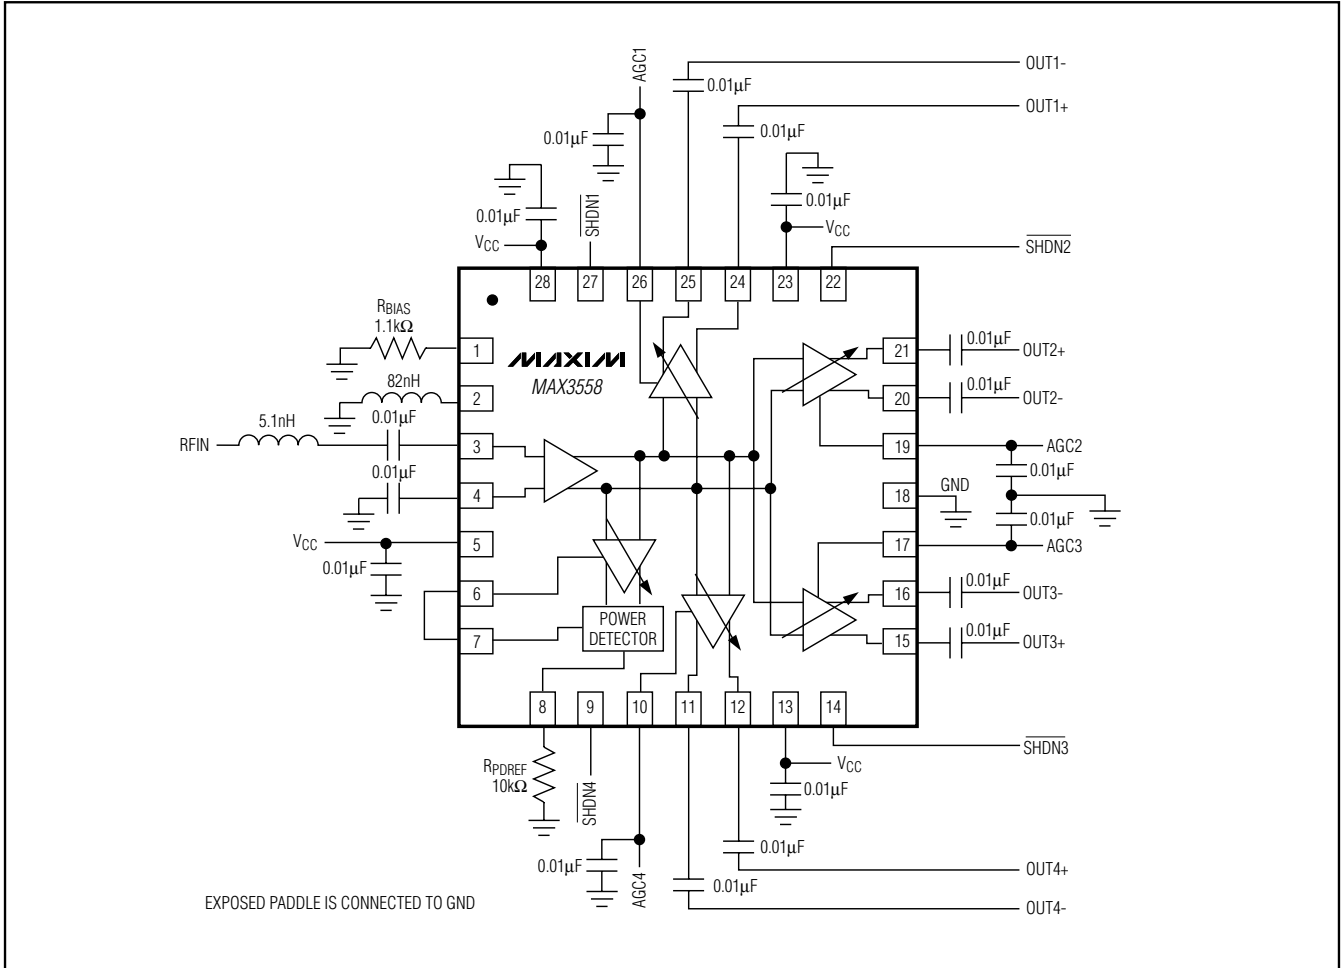 AGC1
OUT1-
0.01µF
OUT1+
0.01µF
0.01µF
0.01µF
SHDN1
0.01µF
VCC
VCC
SHDN2
28
27
26
25
24
23
22
RBIAS
1.1kΩ
1
MAXIM
MAX3558
21
0.01µF
OUT2+
82nH
2
20
0.01µF
OUT2-
5.1nH
0.01µF
RFIN
3
19
AGC2
0.01µF
0.01µF
4
18
GND
0.01µF
VCC
5
17
AGC3
0.01µF
6
16
0.01µF
OUT3-
POWER
DETECTOR
7
15
0.01µF
OUT3+
8
9
10
11
12
13
14
SHDN3
RPDREF
10kΩ
SHDN4
VCC
0.01µF
0.01µF
0.01µF
AGC4
OUT4+
0.01µF
OUT4-
EXPOSED PADDLE IS CONNECTED TO GND